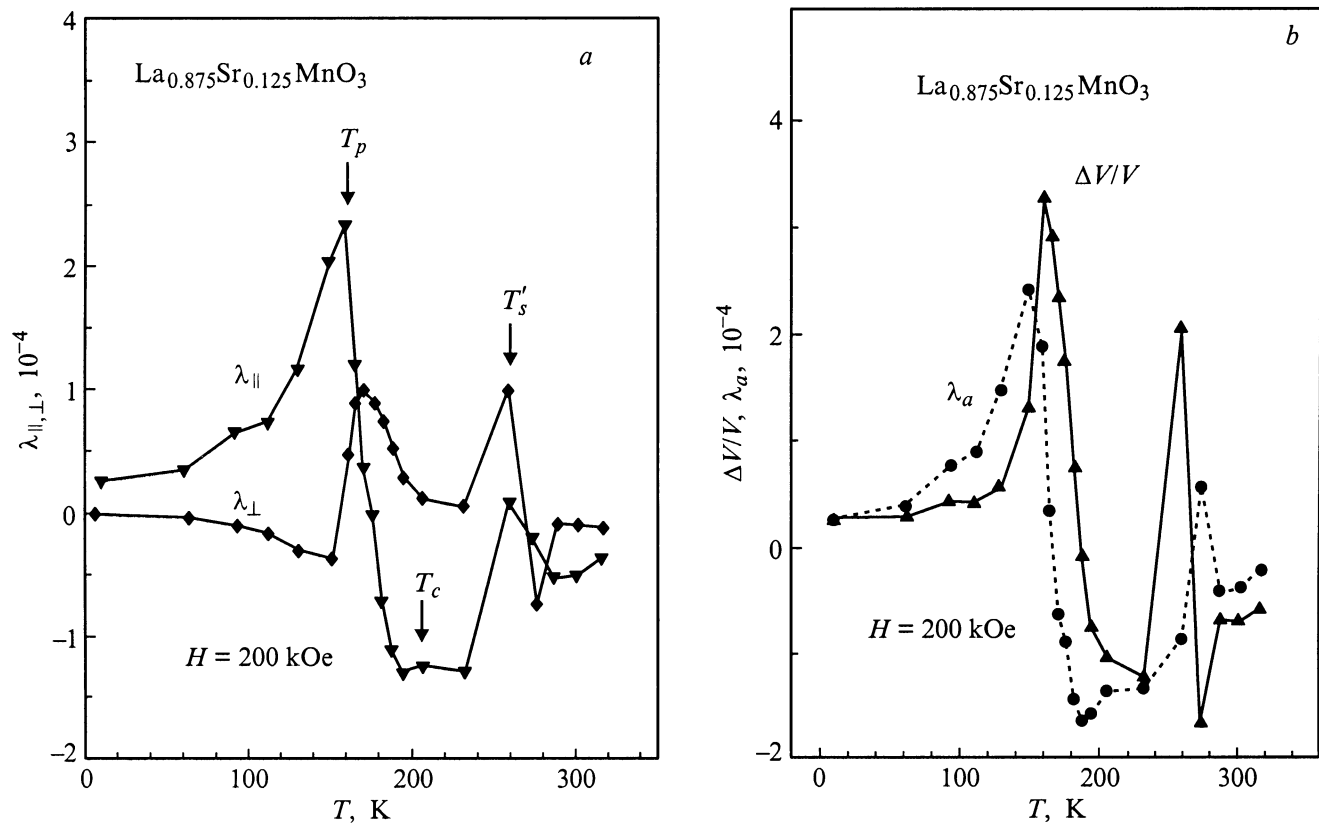 a
La0.875Sr0.125MnO3
Tp
T′s
λ||
λ⊥
Tc
H = 200 kOe
4
3
2
1
0
−1
−2
λ||,⊥, 10−4
0
100
200
300
T, K
b
La0.875Sr0.125MnO3
ΔV/V
λa
H = 200 kOe
4
2
0
−2
ΔV/V, λa, 10−4
0
100
200
300
T, K